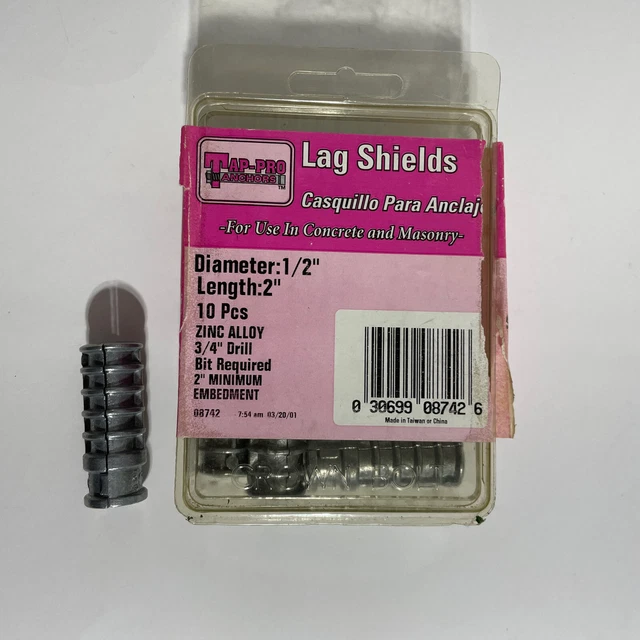 TAP-PRO
ANCHORS
TM
Lag Shields
Casquillo Para Anclaje
-For Use In Concrete and Masonry-
Diameter:1/2"
Length:2"
10 Pcs
ZINC ALLOY
3/4" Drill
Bit Required
2" MINIMUM
EMBEDMENT
08742 7:54 am 03/20/01
0 30699 08742 6
Made in Taiwan or China